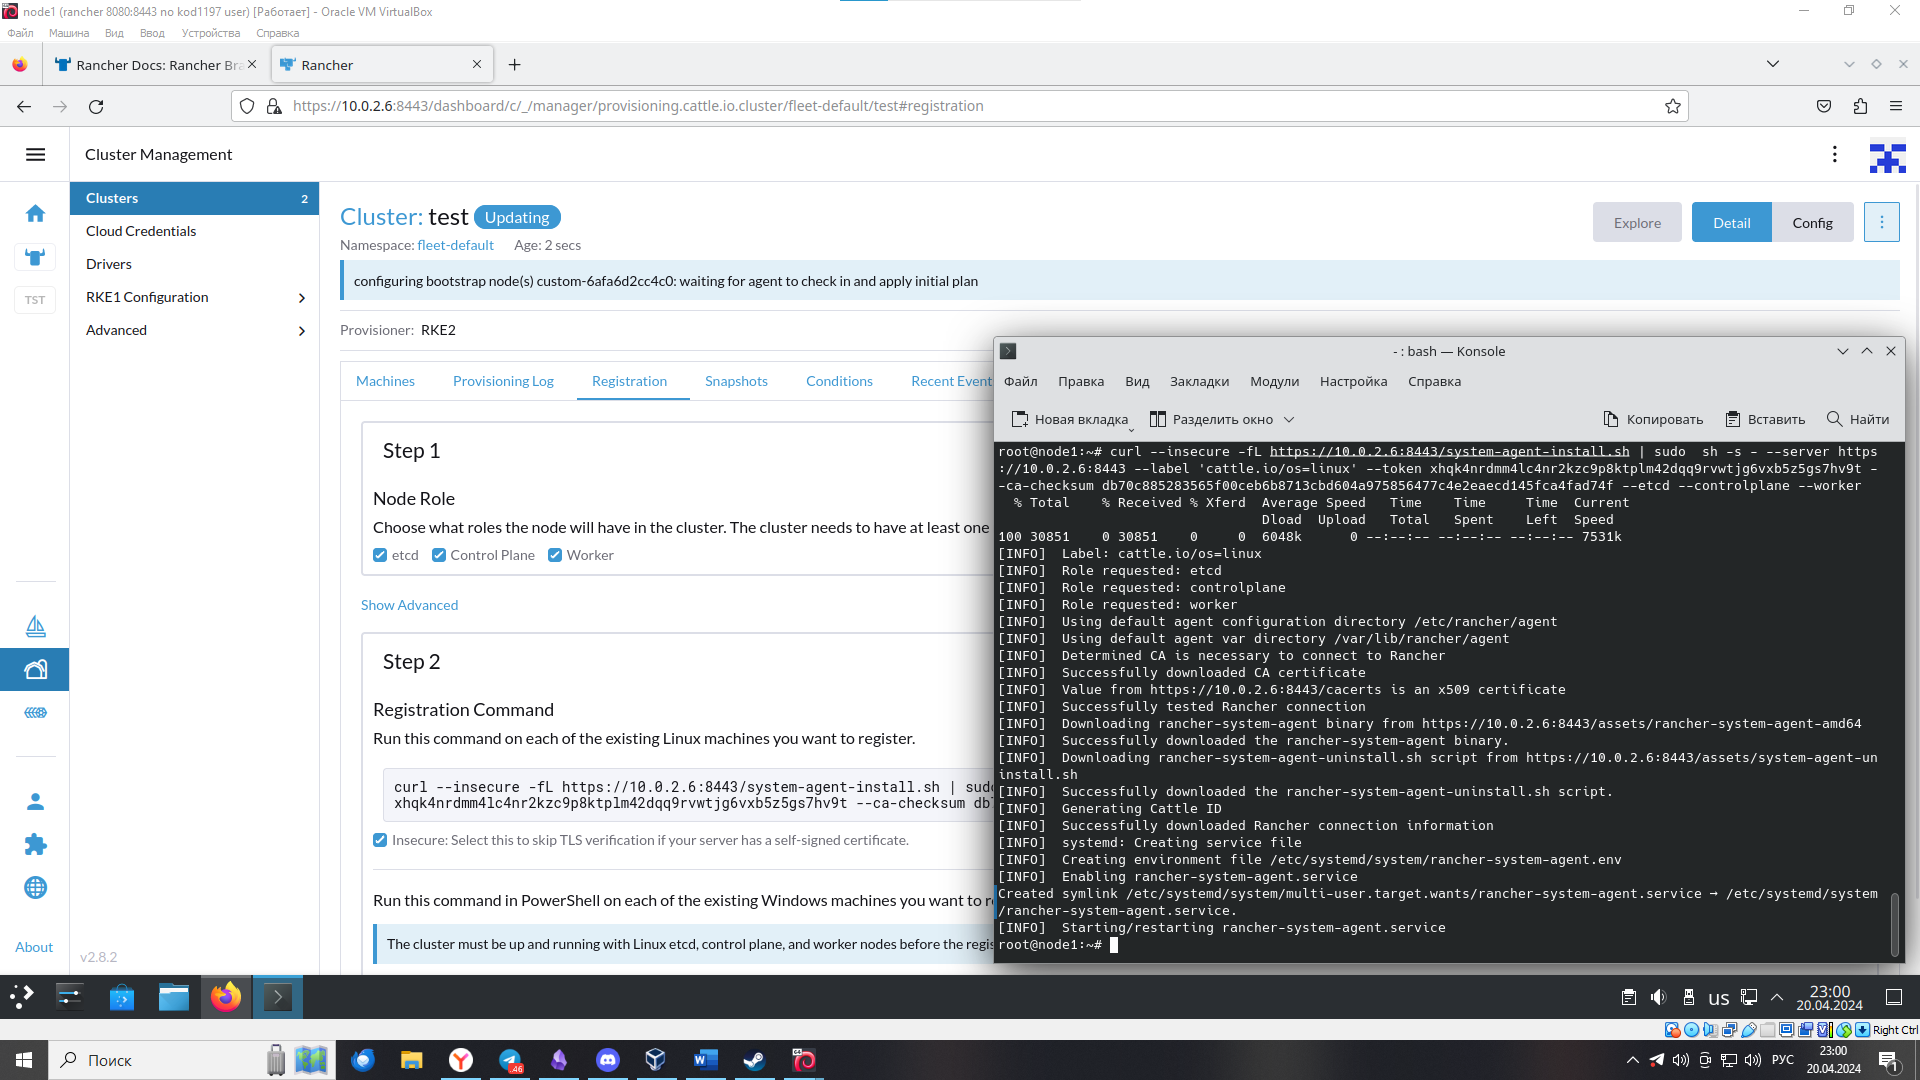 node1 (rancher 8080:8443 no kod1197 user) [Работает] - Oracle VM VirtualBox
Файл Машина Вид Ввод Устройства Справка
Rancher Docs: Rancher Bra
Rancher
https://10.0.2.6:8443/dashboard/c/_/manager/provisioning.cattle.io.cluster/fleet-default/test#registration
Cluster Management
Clusters 2
Cloud Credentials
Drivers
RKE1 Configuration
Advanced
TST
About
v2.8.2
Cluster: test Updating
Namespace: fleet-default Age: 2 secs
Explore Detail Config
configuring bootstrap node(s) custom-6afa6d2cc4c0: waiting for agent to check in and apply initial plan
Provisioner: RKE2
Machines Provisioning Log Registration Snapshots Conditions Recent Event
Step 1
Node Role
Choose what roles the node will have in the cluster. The cluster needs to have at least one
etcd Control Plane Worker
Show Advanced
Step 2
Registration Command
Run this command on each of the existing Linux machines you want to register.
curl --insecure -fL https://10.0.2.6:8443/system-agent-install.sh | sudo
xhqk4nrdmm4lc4nr2kzc9p8ktplm42dqq9rvwtjg6vxb5z5gs7hv9t --ca-checksum db7
Insecure: Select this to skip TLS verification if your server has a self-signed certificate.
Run this command in PowerShell on each of the existing Windows machines you want to re
The cluster must be up and running with Linux etcd, control plane, and worker nodes before the regis
- : bash — Konsole
Файл Правка Вид Закладки Модули Настройка Справка
Новая вкладка Разделить окно Копировать Вставить Найти
root@node1:~# curl --insecure -fL https://10.0.2.6:8443/system-agent-install.sh | sudo  sh -s - --server https
://10.0.2.6:8443 --label 'cattle.io/os=linux' --token xhqk4nrdmm4lc4nr2kzc9p8ktplm42dqq9rvwtjg6vxb5z5gs7hv9t -
-ca-checksum db70c885283565f00ceb6b8713cbd604a975856477c4e2eaecd145fca4fad74f --etcd --controlplane --worker
% Total    % Received % Xferd  Average Speed   Time    Time     Time  Current
Dload  Upload   Total   Spent    Left  Speed
100 30851    0 30851    0     0  6048k      0 --:--:-- --:--:-- --:--:-- 7531k
[INFO]  Label: cattle.io/os=linux
[INFO]  Role requested: etcd
[INFO]  Role requested: controlplane
[INFO]  Role requested: worker
[INFO]  Using default agent configuration directory /etc/rancher/agent
[INFO]  Using default agent var directory /var/lib/rancher/agent
[INFO]  Determined CA is necessary to connect to Rancher
[INFO]  Successfully downloaded CA certificate
[INFO]  Value from https://10.0.2.6:8443/cacerts is an x509 certificate
[INFO]  Successfully tested Rancher connection
[INFO]  Downloading rancher-system-agent binary from https://10.0.2.6:8443/assets/rancher-system-agent-amd64
[INFO]  Successfully downloaded the rancher-system-agent binary.
[INFO]  Downloading rancher-system-agent-uninstall.sh script from https://10.0.2.6:8443/assets/system-agent-un
install.sh
[INFO]  Successfully downloaded the rancher-system-agent-uninstall.sh script.
[INFO]  Generating Cattle ID
[INFO]  Successfully downloaded Rancher connection information
[INFO]  systemd: Creating service file
[INFO]  Creating environment file /etc/systemd/system/rancher-system-agent.env
[INFO]  Enabling rancher-system-agent.service
Created symlink /etc/systemd/system/multi-user.target.wants/rancher-system-agent.service → /etc/systemd/system
/rancher-system-agent.service.
[INFO]  Starting/restarting rancher-system-agent.service
root@node1:~#
us
23:00
20.04.2024
Right Ctrl
Поиск
46
РУС
23:00
20.04.2024
1